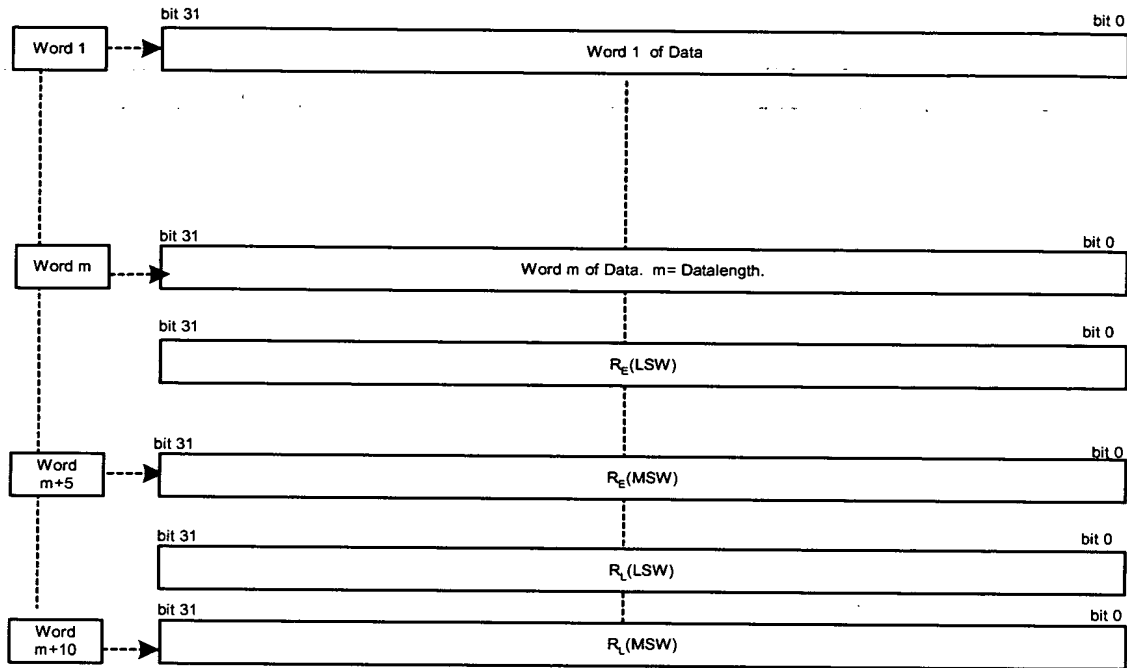 bit 31
bit 0
Word 1
Word 1 of Data
bit 31
bit 0
Word m
Word m of Data. m= Datalength.
bit 31
bit 0
R_E(LSW)
bit 31
bit 0
Word
m+5
R_E(MSW)
bit 31
bit 0
R_L(LSW)
bit 31
bit 0
Word
m+10
R_L(MSW)